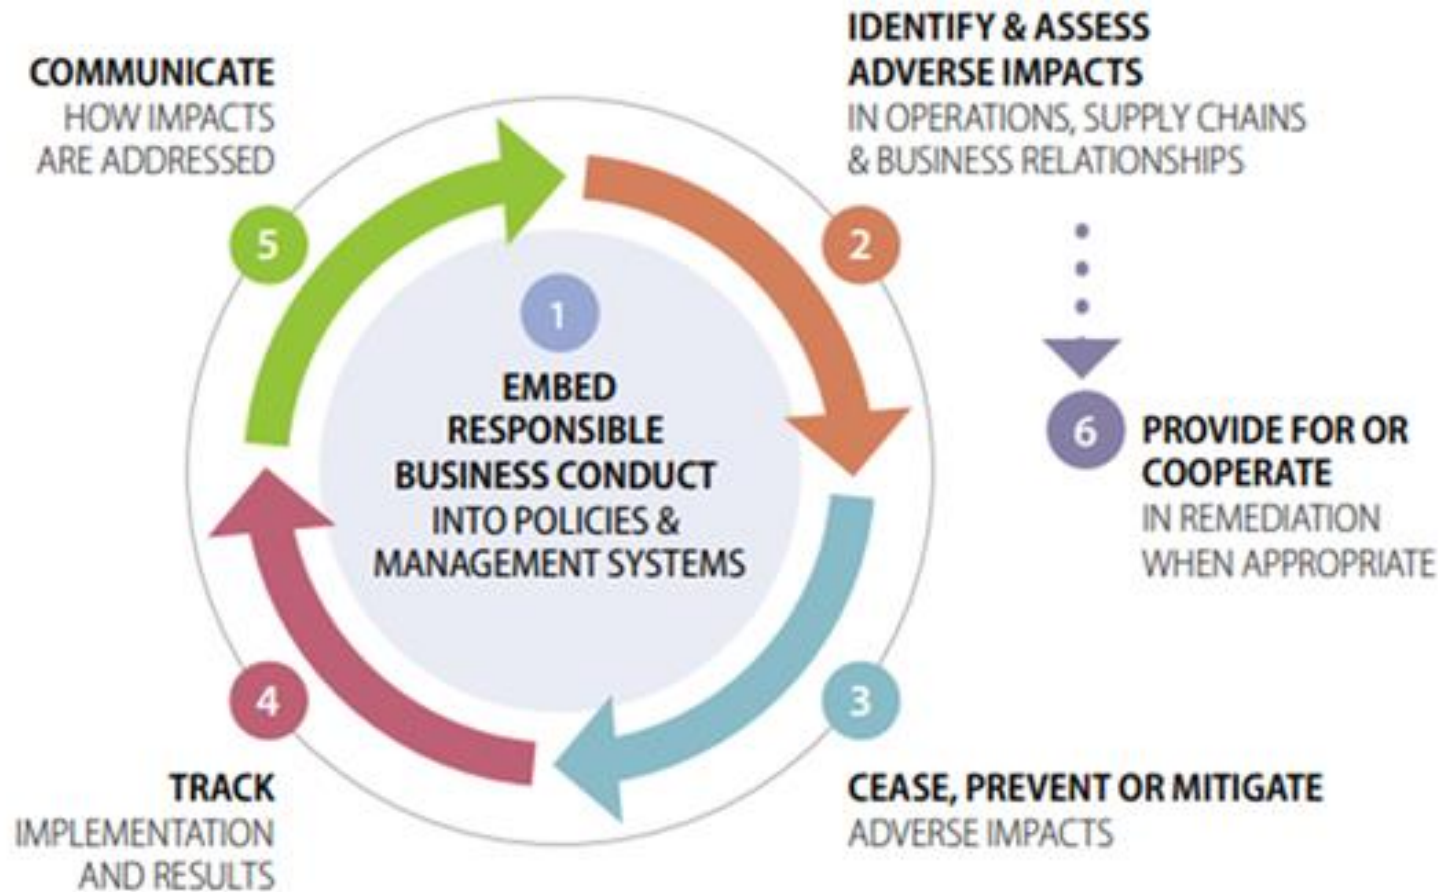 1
EMBED
RESPONSIBLE
BUSINESS CONDUCT
INTO POLICIES &
MANAGEMENT SYSTEMS
2
IDENTIFY & ASSESS
ADVERSE IMPACTS
IN OPERATIONS, SUPPLY CHAINS
& BUSINESS RELATIONSHIPS
3
CEASE, PREVENT OR MITIGATE
ADVERSE IMPACTS
4
TRACK
IMPLEMENTATION
AND RESULTS
5
COMMUNICATE
HOW IMPACTS
ARE ADDRESSED
6
PROVIDE FOR OR
COOPERATE
IN REMEDIATION
WHEN APPROPRIATE